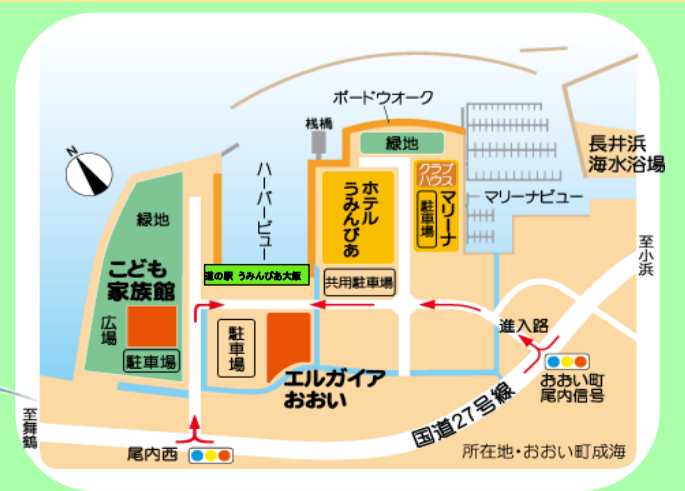 ボードウオーク
桟橋
緑地
長井浜
海水浴場
N
クラブ
ハウス
ハーバービュー
ホテル
うみんぴあ
マリーナ
駐車場
マリーナビュー
緑地
至小浜
こども
家族館
道の駅 うみんぴあ大飯
共用駐車場
広場
駐車場
駐車場
進入路
エルガイア
おおい
おおい町
尾内信号
至舞鶴
国道27号線
尾内西
所在地・おおい町成海